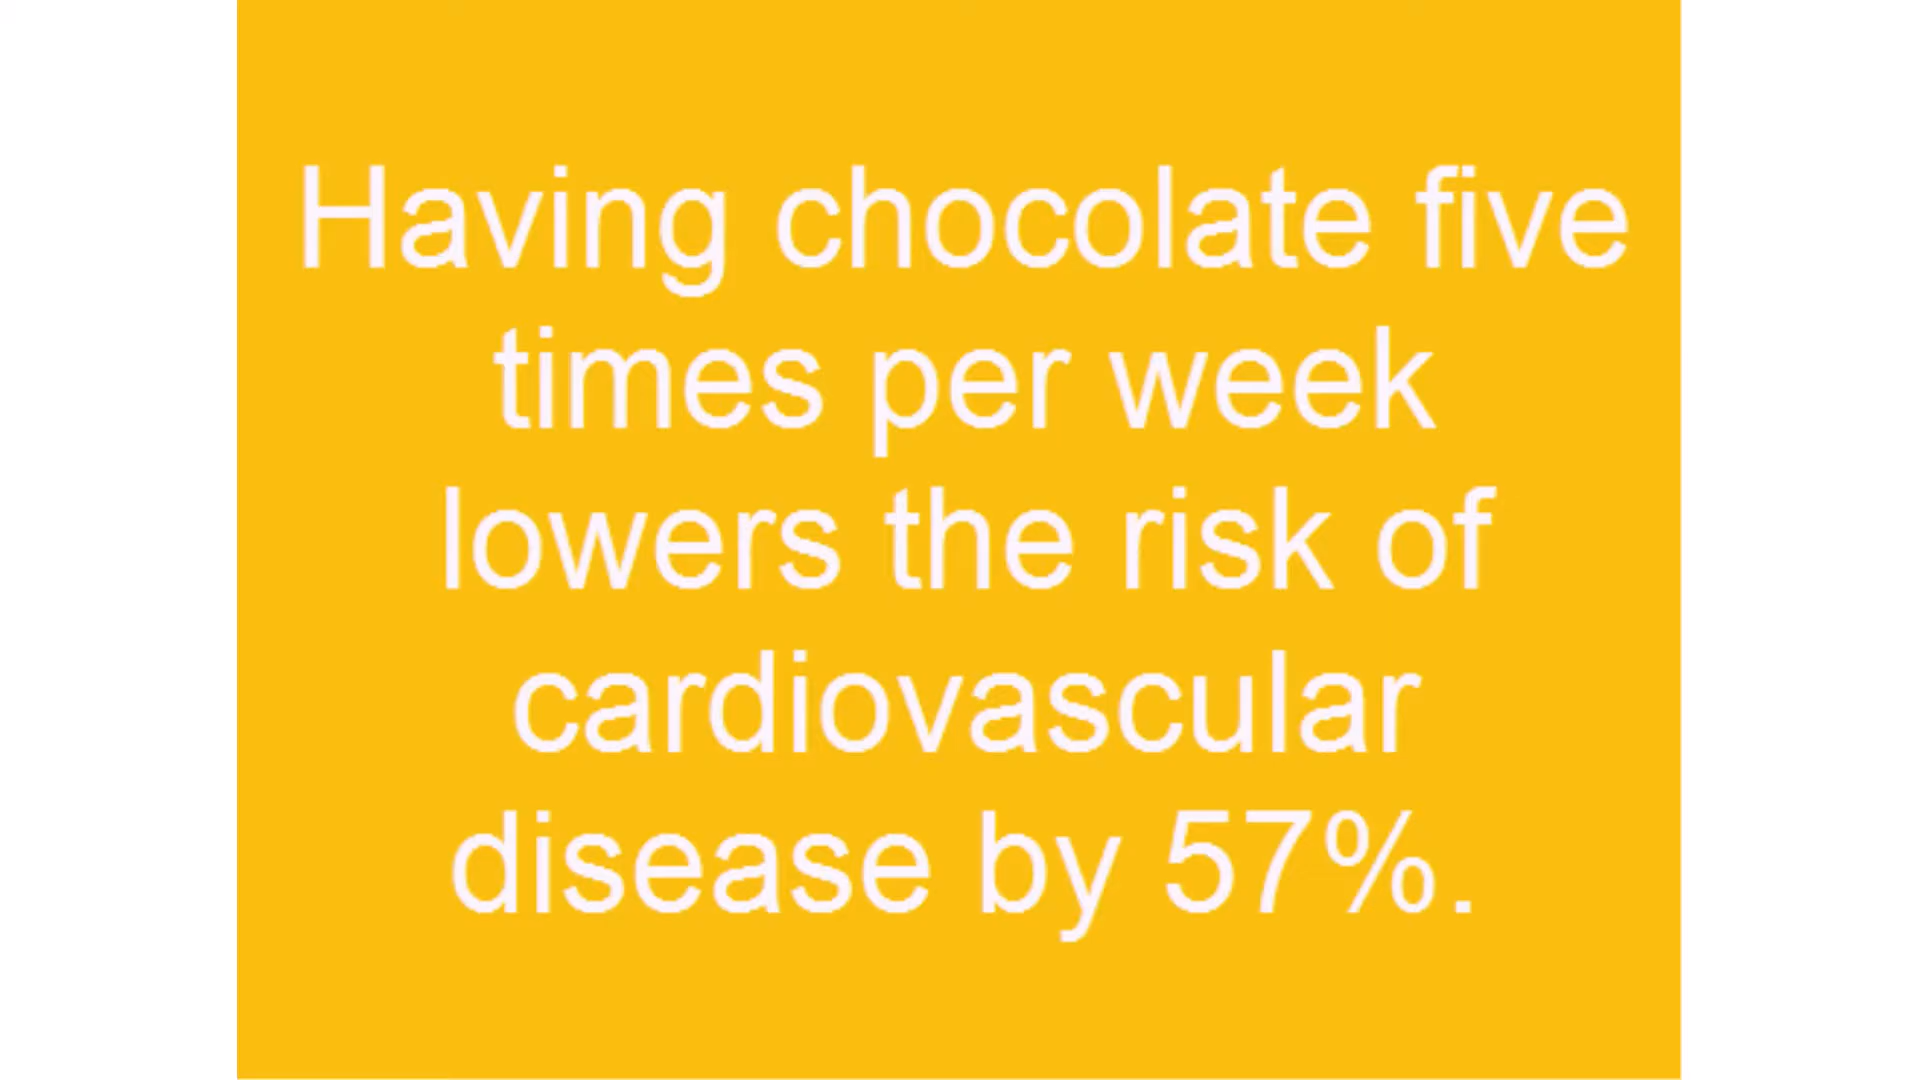 Having chocolate five
times per week
lowers the risk of
cardiovascular
disease by 57%.